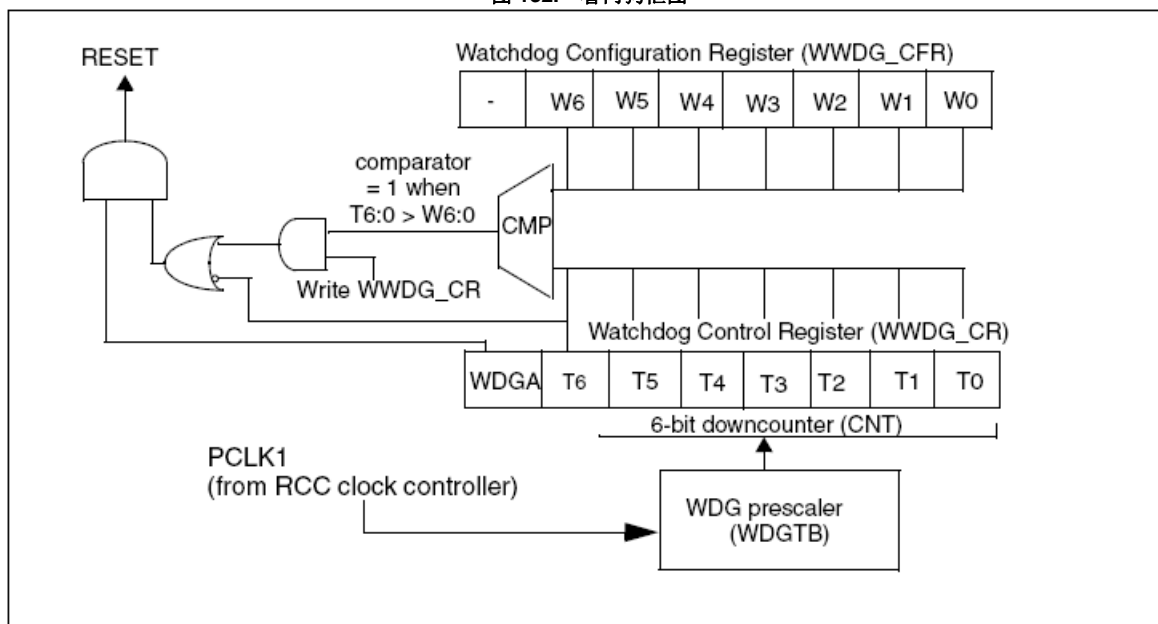 RESET
Watchdog Configuration Register (WWDG_CFR)
- W6 W5 W4 W3 W2 W1 W0
comparator
= 1 when
T6:0 > W6:0
CMP
Write WWDG_CR
Watchdog Control Register (WWDG_CR)
WDGA T6 T5 T4 T3 T2 T1 T0
6-bit downcounter (CNT)
PCLK1
(from RCC clock controller)
WDG prescaler
(WDGTB)